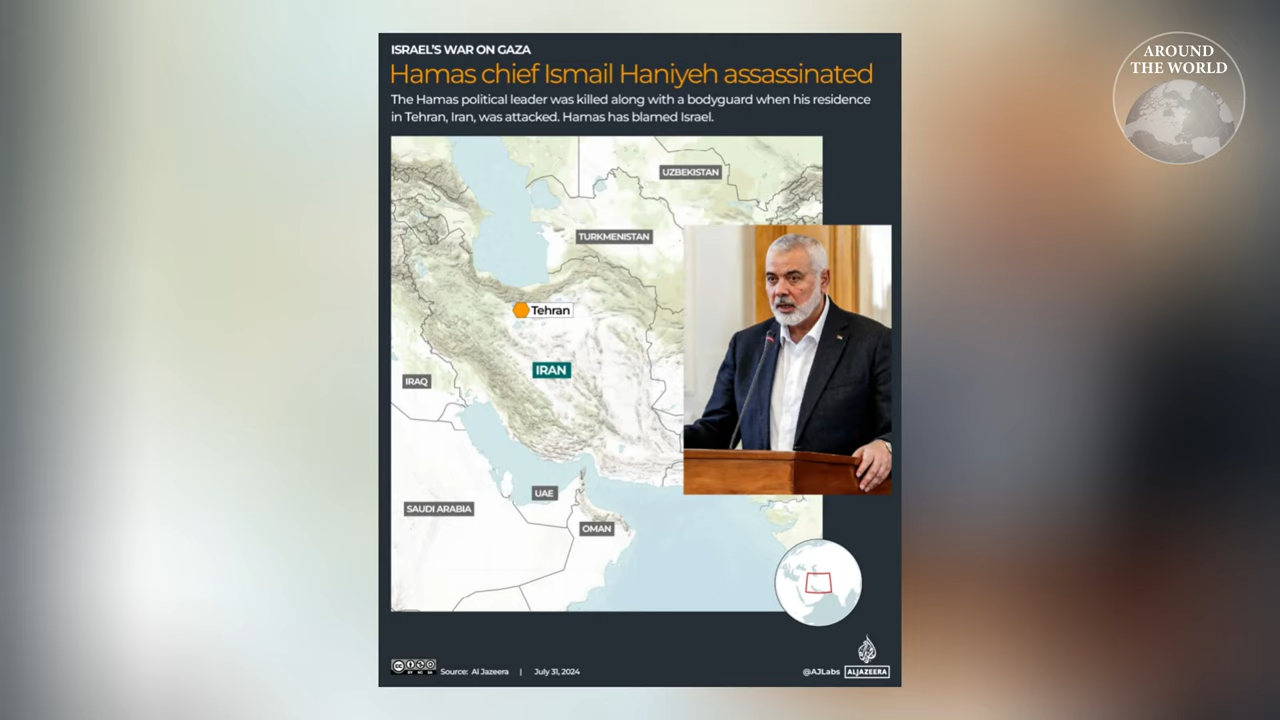 AROUND
THE WORLD
ISRAEL'S WAR ON GAZA
Hamas chief Ismail Haniyeh assassinated
The Hamas political leader was killed along with a bodyguard when his residence
in Tehran, Iran, was attacked. Hamas has blamed Israel.
UZBEKISTAN
TURKMENISTAN
Tehran
IRAN
IRAQ
UAE
SAUDI ARABIA
OMAN
Source: Al Jazeera | July 31, 2024
@AJLabs
ALJAZEERA